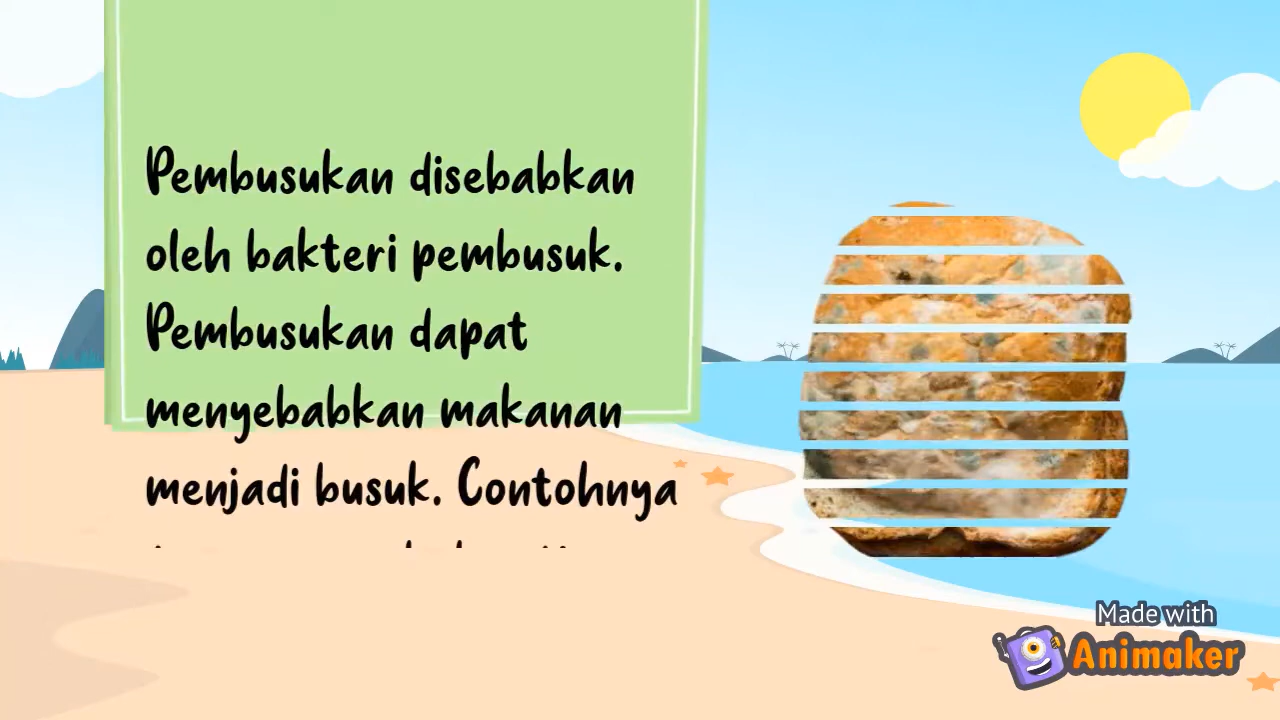 Pembusukan disebabkan
oleh bakteri pembusuk.
Pembusukan dapat
menyebabkan makanan
menjadi busuk. Contohnya
Made with
Animaker